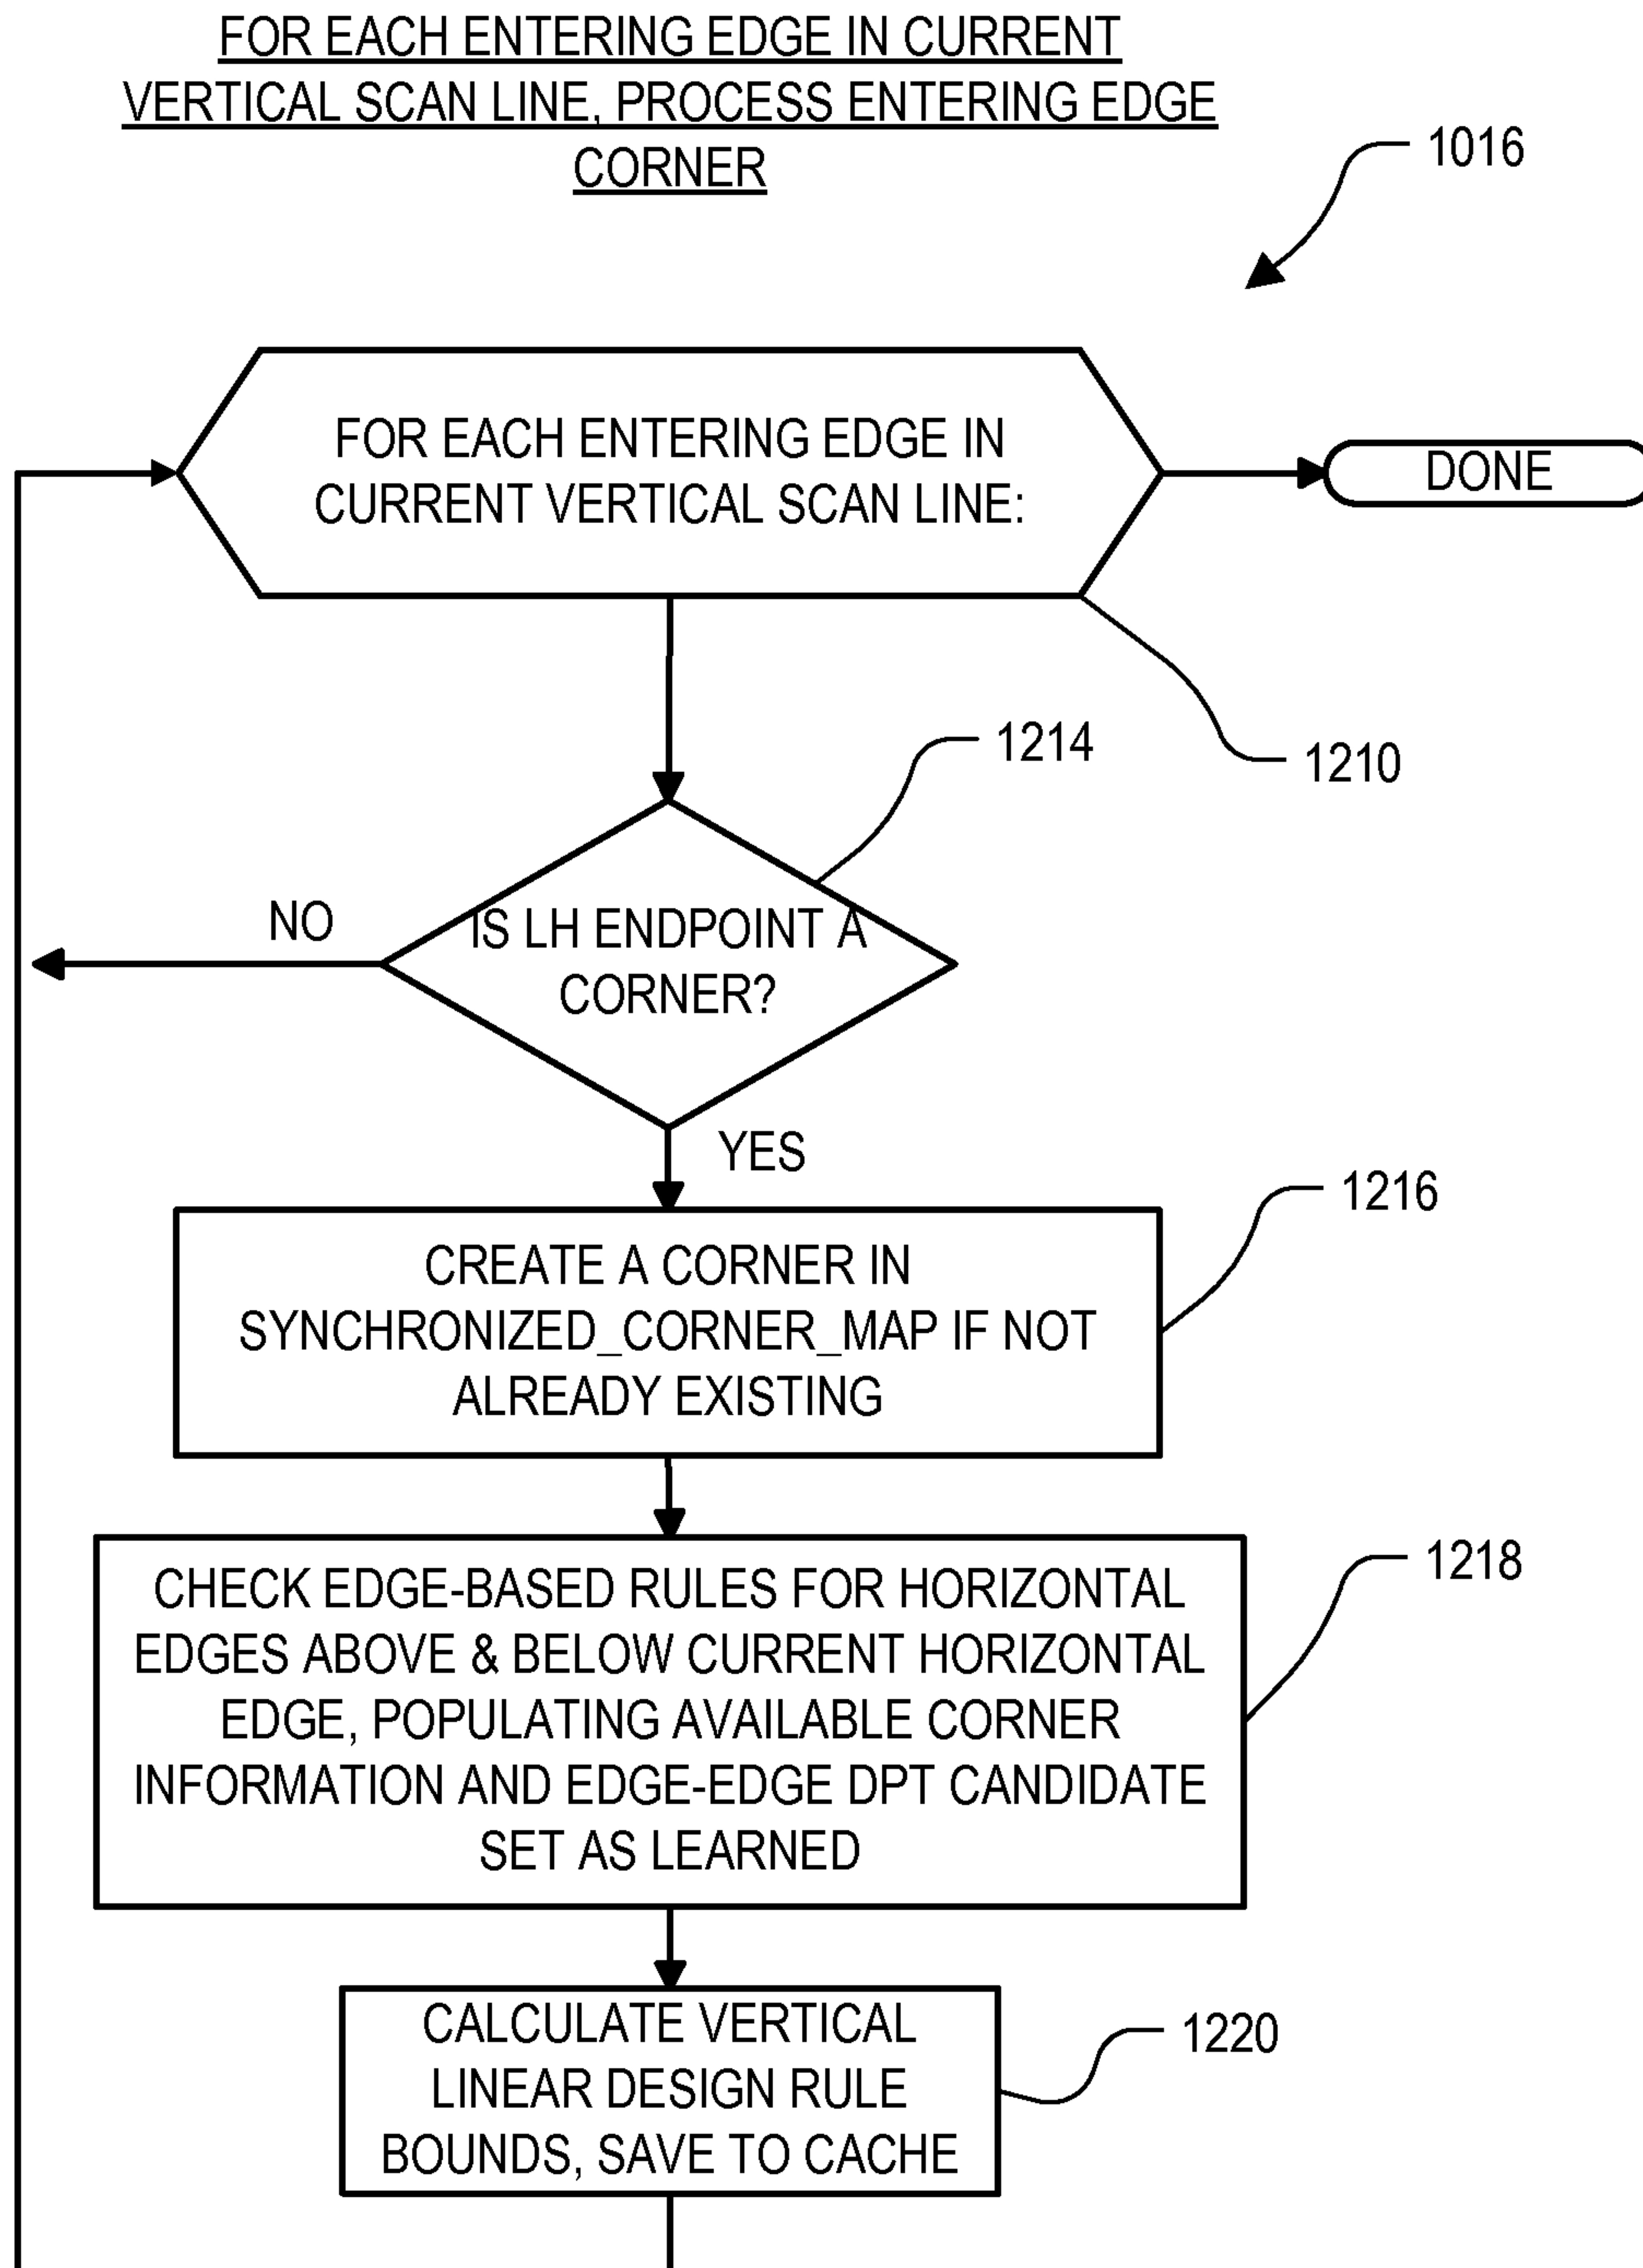 FOR EACH ENTERING EDGE IN CURRENT
VERTICAL SCAN LINE, PROCESS ENTERING EDGE
CORNER
1016
FOR EACH ENTERING EDGE IN
CURRENT VERTICAL SCAN LINE:
DONE
1210
1214
NO
IS LH ENDPOINT A
CORNER?
YES
1216
CREATE A CORNER IN
SYNCHRONIZED_CORNER_MAP IF NOT
ALREADY EXISTING
1218
CHECK EDGE-BASED RULES FOR HORIZONTAL
EDGES ABOVE & BELOW CURRENT HORIZONTAL
EDGE, POPULATING AVAILABLE CORNER
INFORMATION AND EDGE-EDGE DPT CANDIDATE
SET AS LEARNED
1220
CALCULATE VERTICAL
LINEAR DESIGN RULE
BOUNDS, SAVE TO CACHE